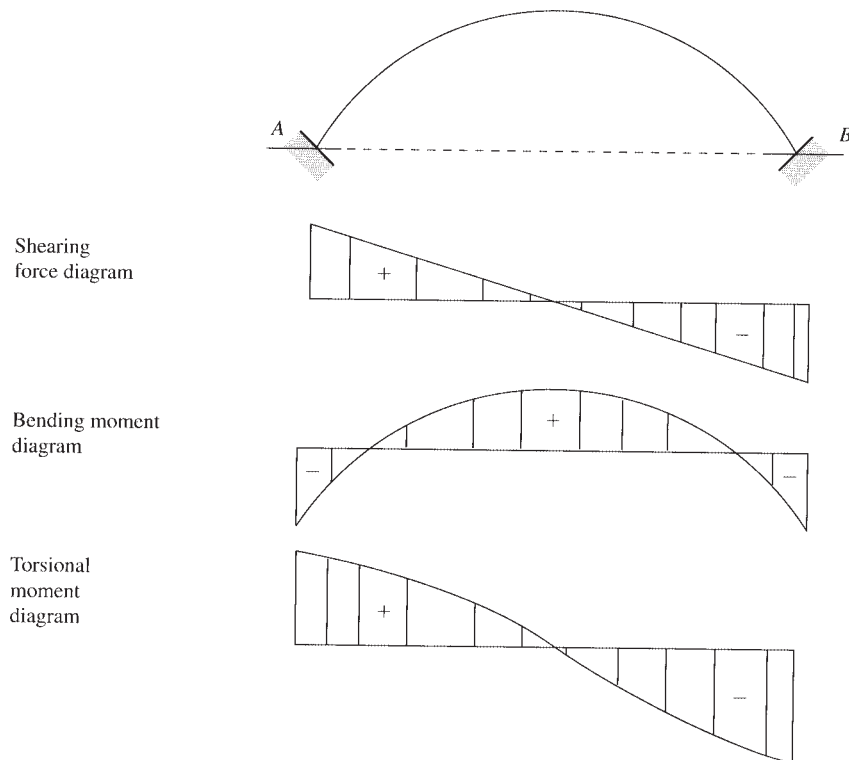 A
B
Shearing
force diagram
+
−
Bending moment
diagram
−
+
−
Torsional
moment
diagram
+
−